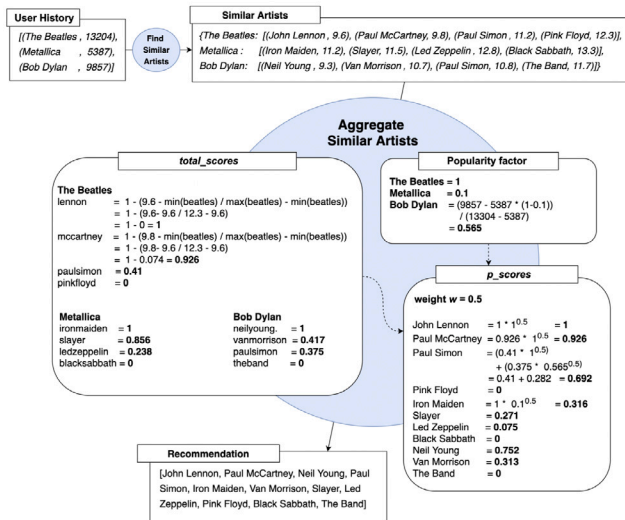 User History
[(The Beatles , 13204),
(Metallica , 5387),
(Bob Dylan , 9857)]
Find
Similar
Artists
Similar Artists
{The Beatles: [(John Lennon , 9.6), (Paul McCartney, 9.8), (Paul Simon , 11.2), (Pink Floyd, 12.3)],
Metallica : [(Iron Maiden, 11.2), (Slayer, 11.5), (Led Zeppelin , 12.8), (Black Sabbath, 13.3)],
Bob Dylan: [(Neil Young , 9.3), (Van Morrison , 10.7), (Paul Simon, 10.8), (The Band, 11.7)]}
Aggregate
Similar Artists
total_scores
The Beatles
lennon = 1 - (9.6 - min(beatles) / max(beatles) - min(beatles))
= 1 - (9.6- 9.6 / 12.3 - 9.6)
= 1 - 0 = 1
mccartney = 1 - (9.8 - min(beatles) / max(beatles) - min(beatles))
= 1 - (9.8- 9.6 / 12.3 - 9.6)
= 1 - 0.074 = 0.926
paulsimon = 0.41
pinkfloyd = 0
Metallica
ironmaiden = 1
slayer = 0.856
ledzeppelin = 0.238
blacksabbath = 0
Bob Dylan
neilyoung. = 1
vanmorrison = 0.417
paulsimon = 0.375
theband = 0
Popularity factor
The Beatles = 1
Metallica = 0.1
Bob Dylan = (9857 - 5387 * (1-0.1))
/ (13304 - 5387)
= 0.565
p_scores
weight w = 0.5
John Lennon = 1 * 1^0.5 = 1
Paul McCartney = 0.926 * 1^0.5 = 0.926
Paul Simon = (0.41 * 1^0.5)
+ (0.375 * 0.565^0.5)
= 0.41 + 0.282 = 0.692
Pink Floyd = 0
Iron Maiden = 1 * 0.1^0.5 = 0.316
Slayer = 0.271
Led Zeppelin = 0.075
Black Sabbath = 0
Neil Young = 0.752
Van Morrison = 0.313
The Band = 0
Recommendation
[John Lennon, Paul McCartney, Neil Young, Paul
Simon, Iron Maiden, Van Morrison, Slayer, Led
Zeppelin, Pink Floyd, Black Sabbath, The Band]